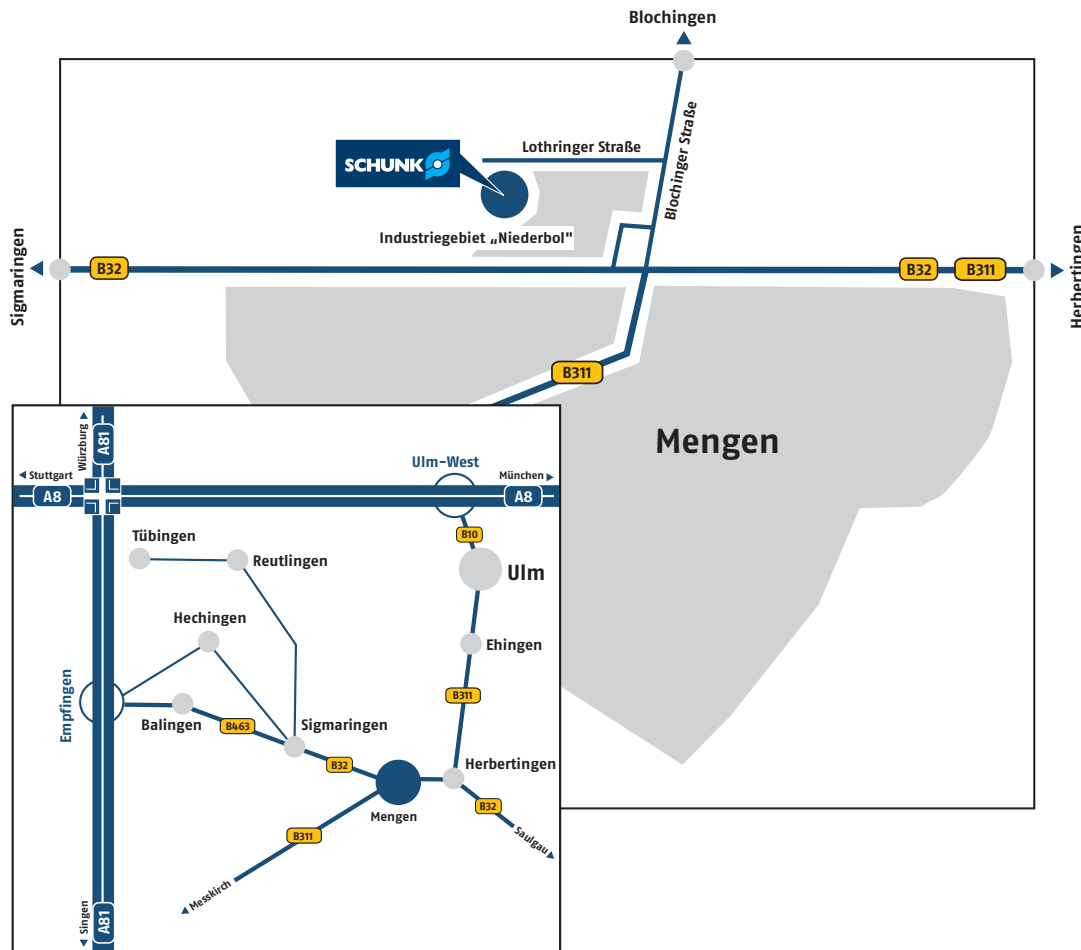 Blochingen
Blochinger Straße
Lothringer Straße
SCHUNK
Industriegebiet „Niederbol"
Sigmaringen
B32
B32
B311
Herbertingen
B311
Mengen
Würzburg
A81
Stuttgart
A8
Ulm-West
München
A8
B10
Tübingen
Reutlingen
Ulm
Hechingen
Ehingen
Empfingen
B311
Balingen
B463
Sigmaringen
B32
Herbertingen
Mengen
B32
B311
Saulgau
Messkirch
Singen
A81